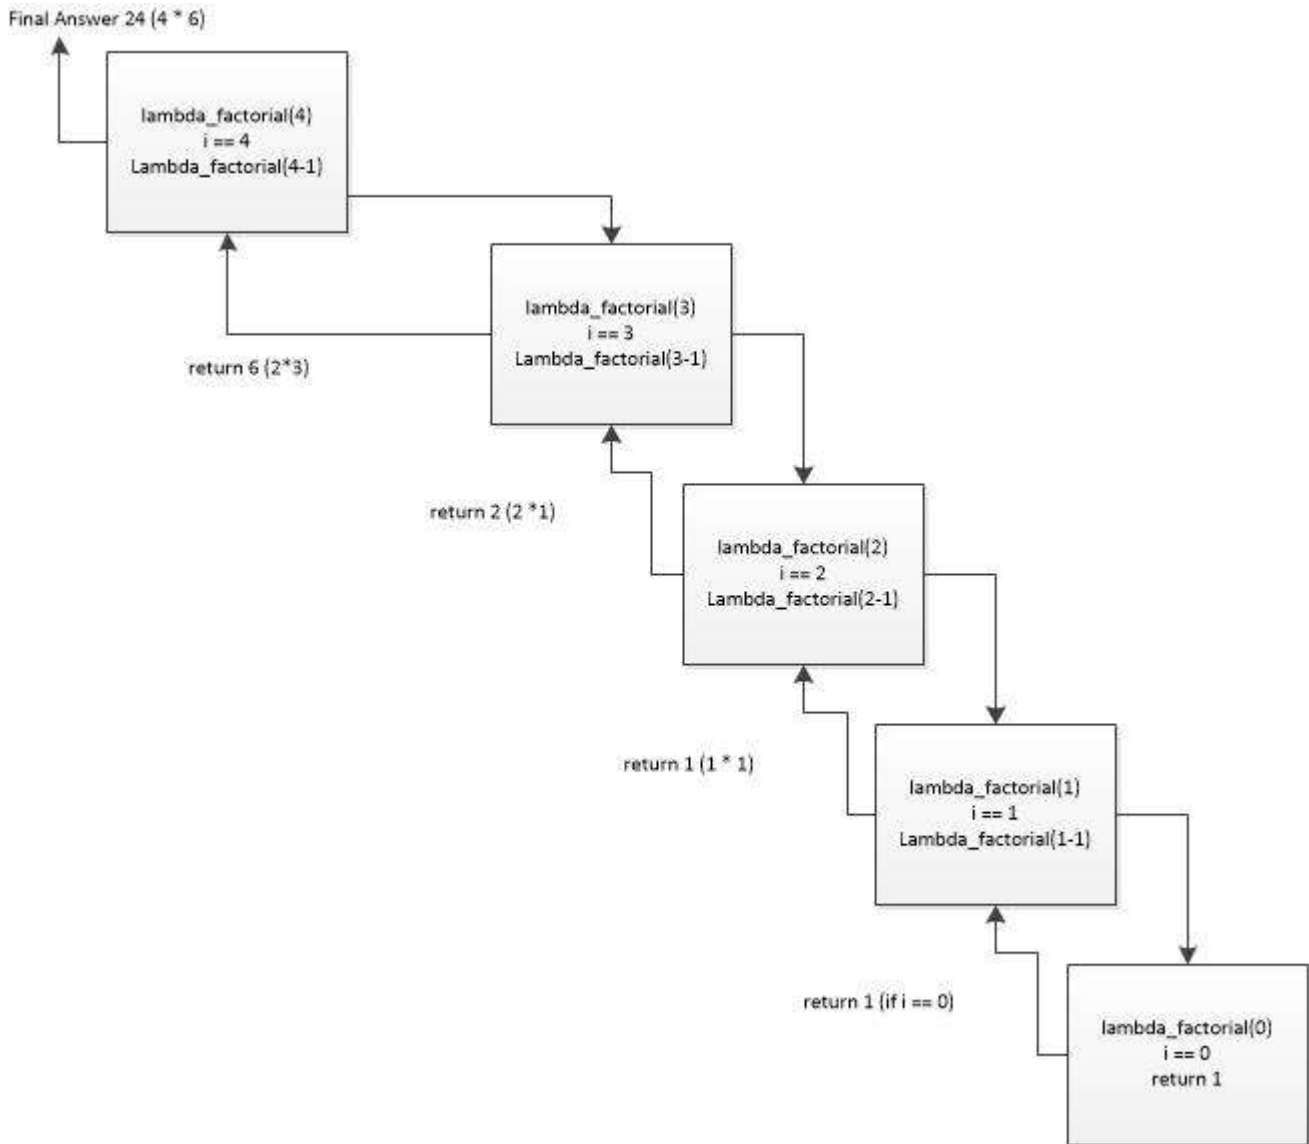 Final Answer 24 (4 * 6)
lambda_factorial(4)
i == 4
Lambda_factorial(4-1)
lambda_factorial(3)
i == 3
Lambda_factorial(3-1)
return 6 (2*3)
return 2 (2 *1)
lambda_factorial(2)
i == 2
Lambda_factorial(2-1)
return 1 (1 * 1)
lambda_factorial(1)
i == 1
Lambda_factorial(1-1)
return 1 (if i == 0)
lambda_factorial(0)
i == 0
return 1